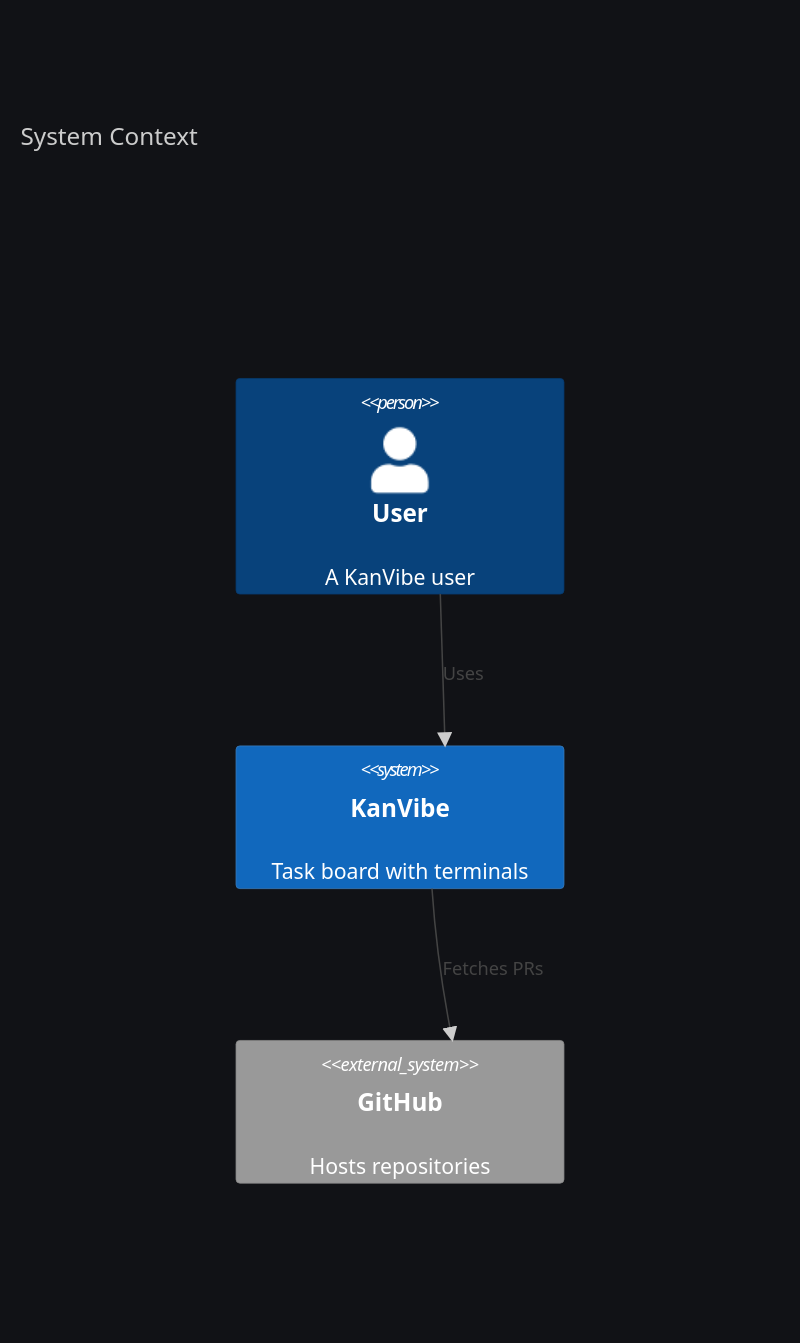 System Context
<<person>>
User
A KanVibe user
Uses
<<system>>
KanVibe
Task board with terminals
Fetches PRs
<<external_system>>
GitHub
Hosts repositories